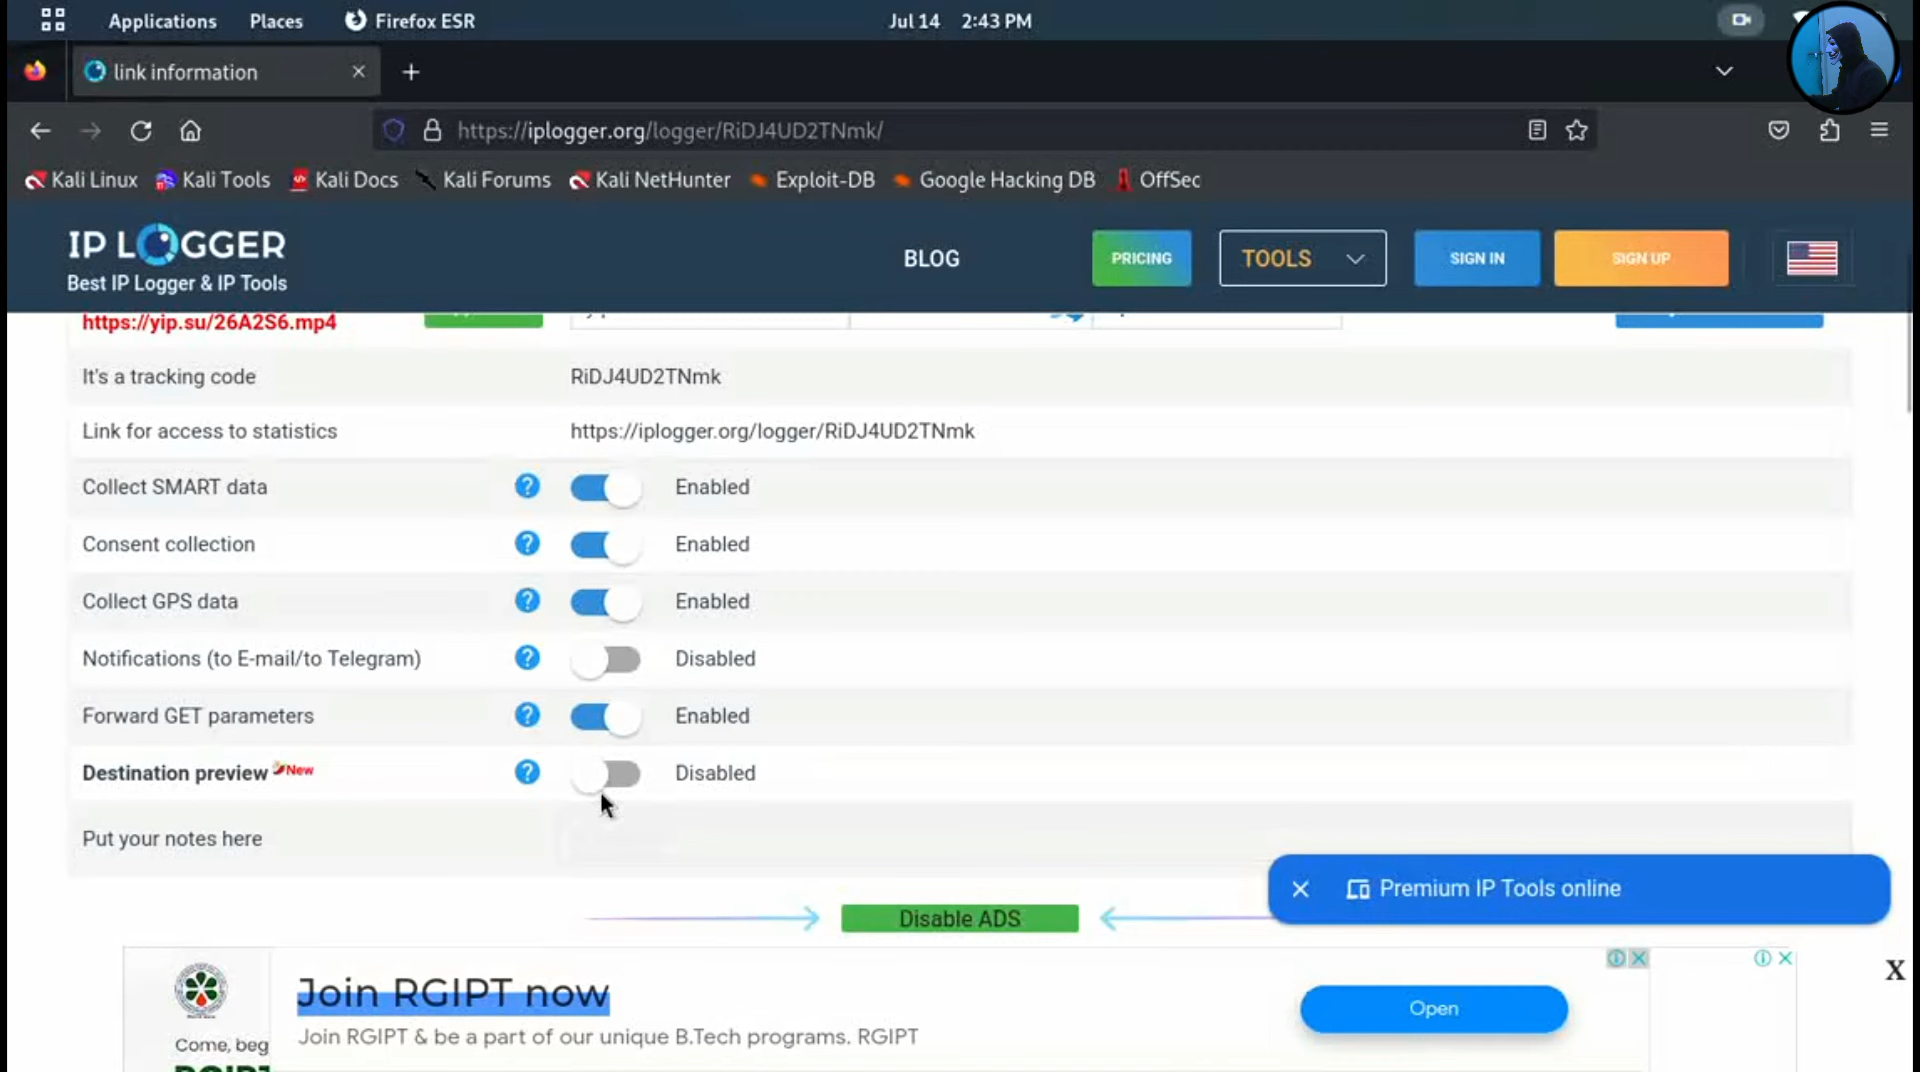 Applications Places Firefox ESR Jul 14 2:43 PM
link information
https://iplogger.org/logger/RiDJ4UD2TNmk/
Kali Linux Kali Tools Kali Docs Kali Forums Kali NetHunter Exploit-DB Google Hacking DB OffSec
IP LOGGER
Best IP Logger & IP Tools
BLOG PRICING TOOLS SIGN IN SIGN UP
https://yip.su/26A2S6.mp4
It's a tracking code RiDJ4UD2TNmk
Link for access to statistics https://iplogger.org/logger/RiDJ4UD2TNmk
Collect SMART data ? Enabled
Consent collection ? Enabled
Collect GPS data ? Enabled
Notifications (to E-mail/to Telegram) ? Disabled
Forward GET parameters ? Enabled
Destination preview New ? Disabled
Put your notes here
Premium IP Tools online
Disable ADS
X
Join RGIPT now
Open
Join RGIPT & be a part of our unique B.Tech programs. RGIPT
Come, beg